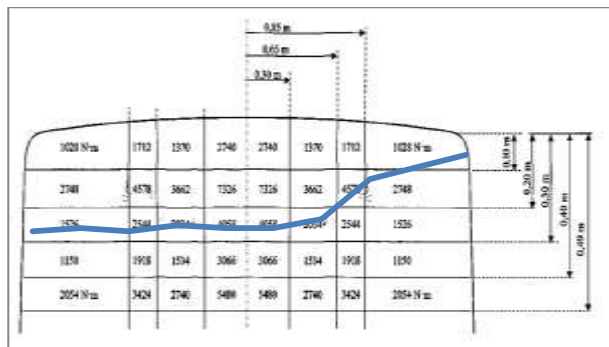 0,85 m
0,65 m
0,30 m
1028 N·m 1712 1370 2740 2740 1370 1712 1028 N·m
0,10 m
2748 4578 3662 7326 7326 3662 2748
0,20 m
1526 2544 2544 1526
0,30 m
1150 1918 1534 3066 3066 1534 1918 1150
0,40 m
2054 N·m 3424 2740 5480 5480 2740 3424 2054 N·m
0,49 m